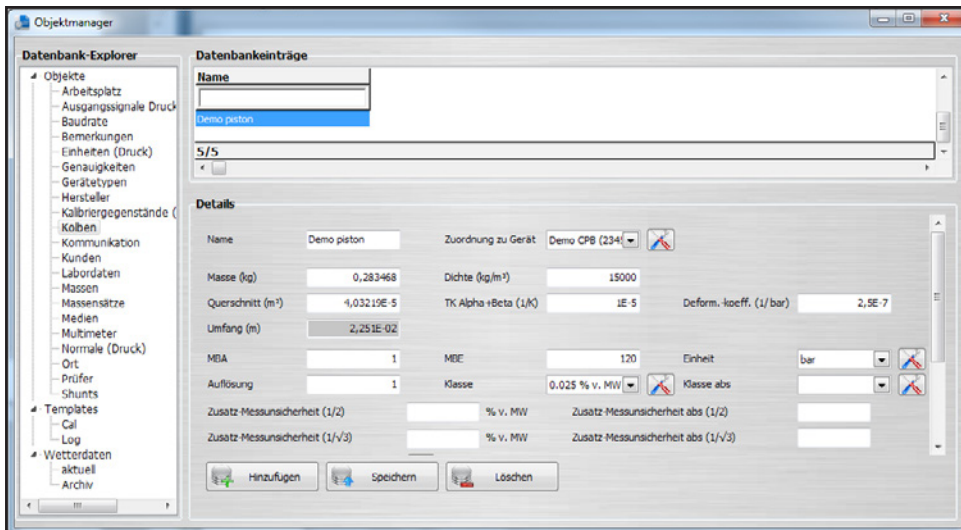 Objektmanager
Datenbank-Explorer
Objekte
Arbeitsplatz
Ausgangssignale Druck
Baudrate
Bemerkungen
Einheiten (Druck)
Genauigkeiten
Gerätetypen
Hersteller
Kalibriergegenstände (
Kolben
Kommunikation
Kunden
Labordaten
Massen
Massensätze
Medien
Multimeter
Normale (Druck)
Ort
Prüfer
Shunts
Templates
Cal
Log
Wetterdaten
aktuell
Archiv
Datenbankeinträge
Name
Demo piston
5/5
Details
Name Demo piston Zuordnung zu Gerät Demo CPB (2345
Masse (kg) 0,283468 Dichte (kg/m³) 15000
Querschnitt (m²) 4,03219E-5 TK Alpha+Beta (1/K) 1E-5 Deform.-koeff. (1/bar) 2,5E-7
Umfang (m) 2,251E-02
MBA 1 MBE 120 Einheit bar
Auflösung 1 Klasse 0.025 % v. MW Klasse abs
Zusatz-Messunsicherheit (1/2) % v. MW Zusatz-Messunsicherheit abs (1/2)
Zusatz-Messunsicherheit (1/√3) % v. MW Zusatz-Messunsicherheit abs (1/√3)
Hinzufügen Speichern Löschen